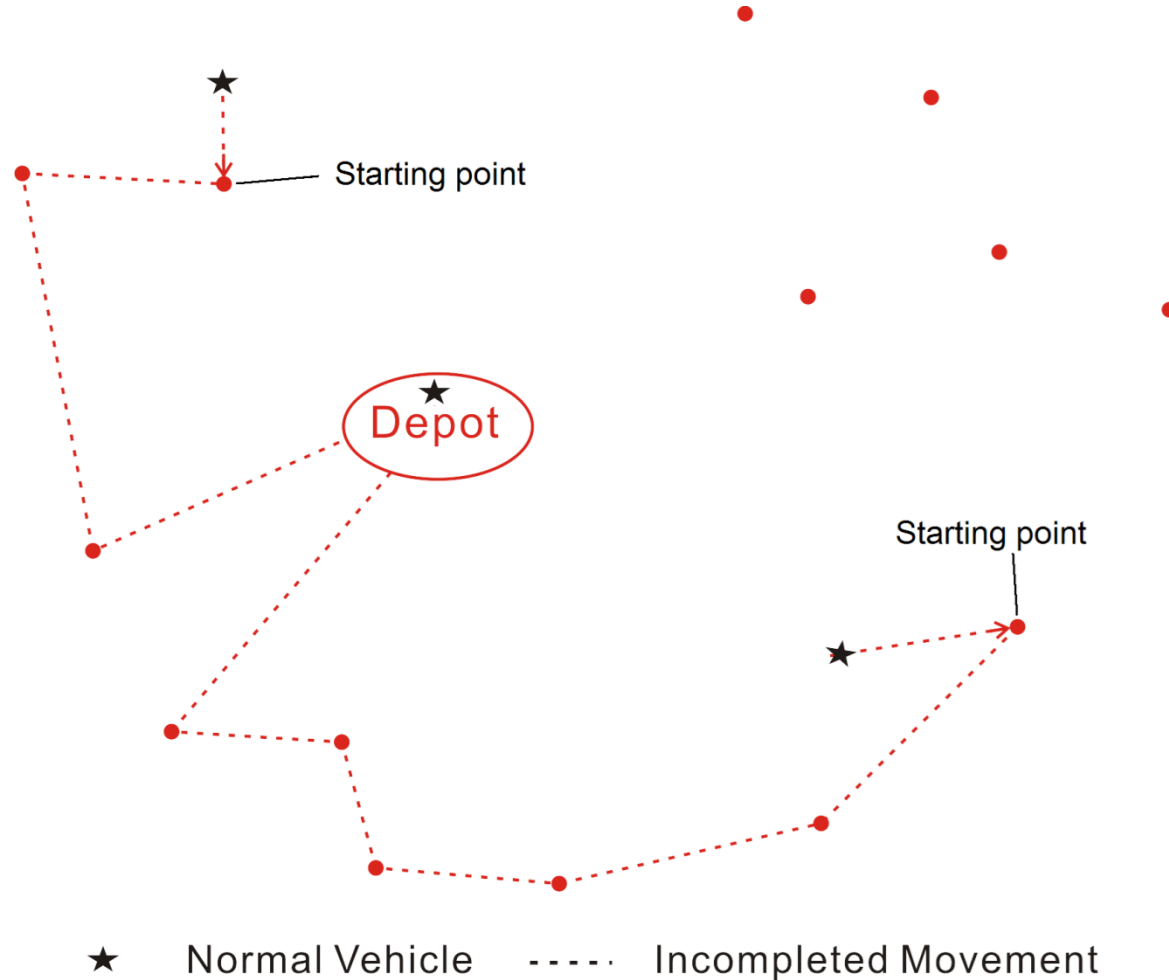 Starting point
Depot
Starting point
Normal Vehicle
Incompleted Movement